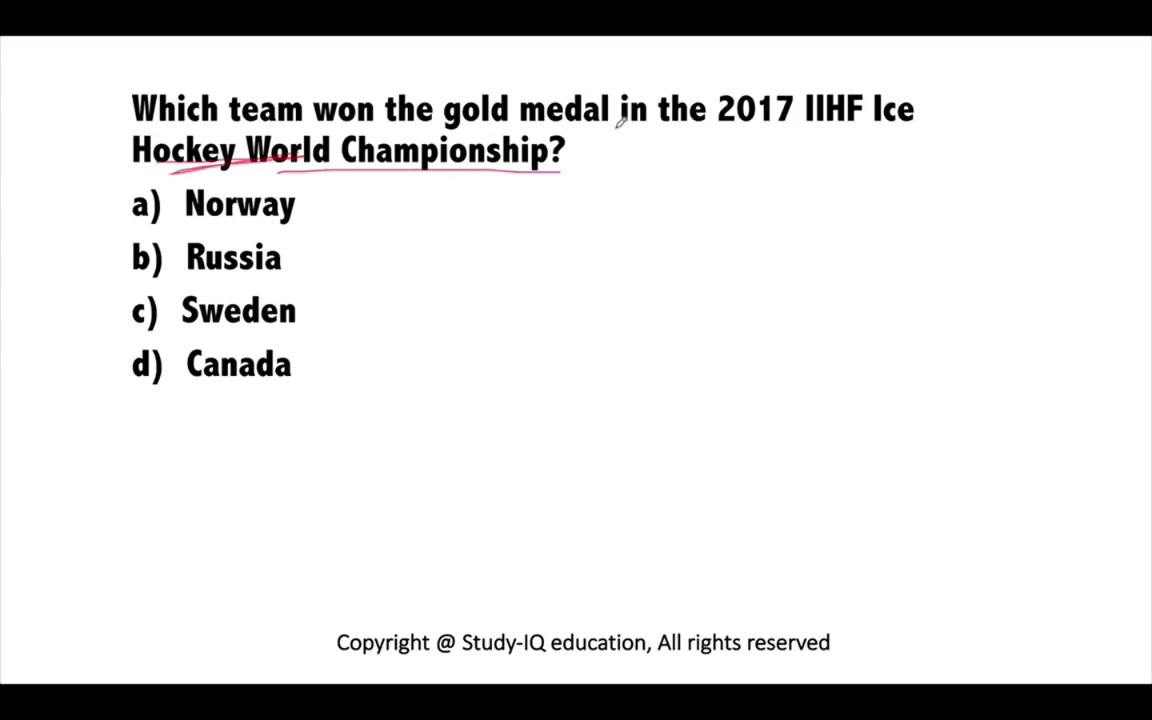 Which team won the gold medal in the 2017 IIHF Ice
Hockey World Championship?
a) Norway
b) Russia
c) Sweden
d) Canada
Copyright @ Study-IQ education, All rights reserved